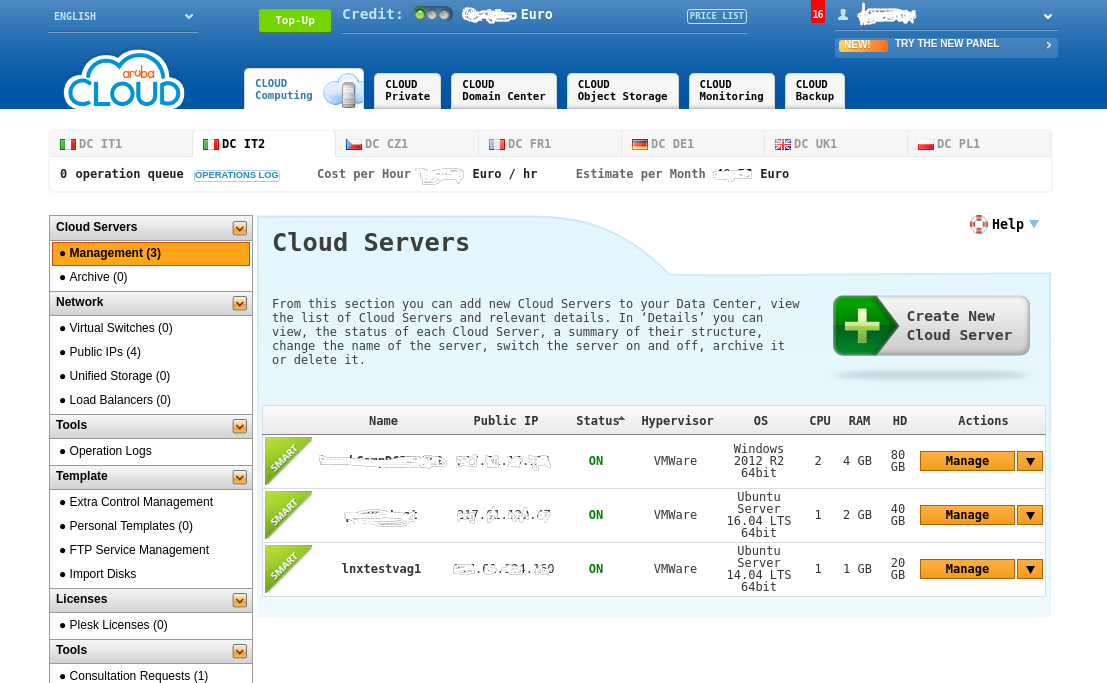 ENGLISH
Top-Up
Credit:
Euro
PRICE LIST
16
NEW! TRY THE NEW PANEL
aruba
CLOUD
CLOUD
Computing
CLOUD
Private
CLOUD
Domain Center
CLOUD
Object Storage
CLOUD
Monitoring
CLOUD
Backup
DC IT1 DC IT2 DC CZ1 DC FR1 DC DE1 DC UK1 DC PL1
0 operation queue OPERATIONS LOG Cost per Hour Euro / hr Estimate per Month Euro
Cloud Servers
● Management (3)
● Archive (0)
Network
● Virtual Switches (0)
● Public IPs (4)
● Unified Storage (0)
● Load Balancers (0)
Tools
● Operation Logs
Template
● Extra Control Management
● Personal Templates (0)
● FTP Service Management
● Import Disks
Licenses
● Plesk Licenses (0)
Tools
● Consultation Requests (1)
Help
Cloud Servers
From this section you can add new Cloud Servers to your Data Center, view
the list of Cloud Servers and relevant details. In ‘Details’ you can
view, the status of each Cloud Server, a summary of their structure,
change the name of the server, switch the server on and off, archive it
or delete it.
Create New
Cloud Server
Name Public IP Status Hypervisor OS CPU RAM HD Actions
SMART ON VMWare Windows 2012 R2 64bit 2 4 GB 80 GB Manage
SMART ON VMWare Ubuntu Server 16.04 LTS 64bit 1 2 GB 40 GB Manage
SMART lnxtestvag1 ON VMWare Ubuntu Server 14.04 LTS 64bit 1 1 GB 20 GB Manage